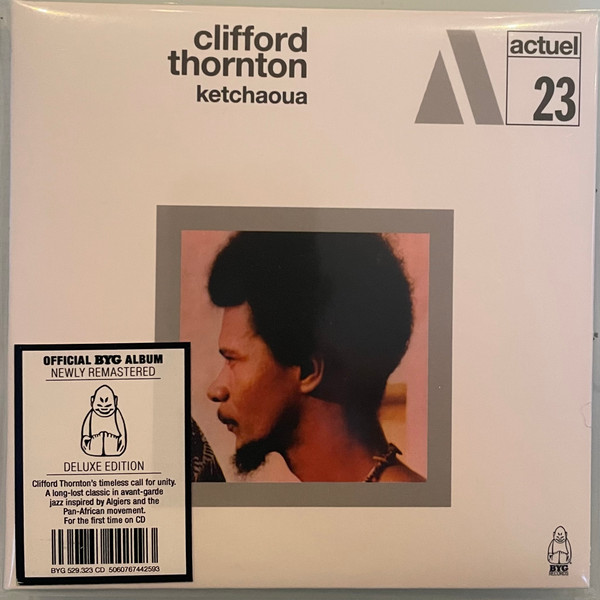 clifford
thornton
ketchaoua
actuel
23
OFFICIAL BYG ALBUM
NEWLY REMASTERED
DELUXE EDITION
Clifford Thornton's timeless call for unity.
A long-lost classic in avant-garde
jazz inspired by Algiers and the
Pan-African movement.
For the first time on CD
BYG 529.323 CD 5060767442593
BYG
RECORDS